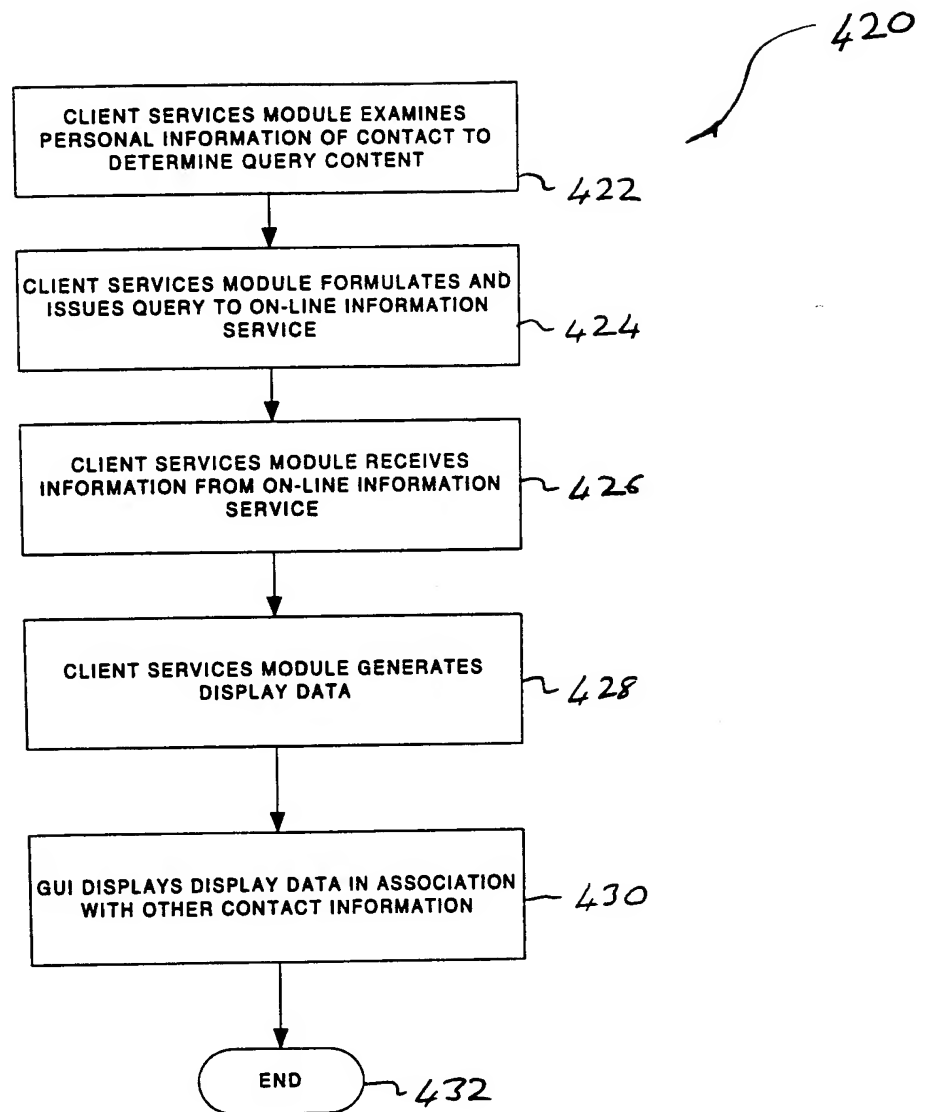 420
CLIENT SERVICES MODULE EXAMINES
PERSONAL INFORMATION OF CONTACT TO
DETERMINE QUERY CONTENT
422
CLIENT SERVICES MODULE FORMULATES AND
ISSUES QUERY TO ON-LINE INFORMATION
SERVICE
424
CLIENT SERVICES MODULE RECEIVES
INFORMATION FROM ON-LINE INFORMATION
SERVICE
426
CLIENT SERVICES MODULE GENERATES
DISPLAY DATA
428
GUI DISPLAYS DISPLAY DATA IN ASSOCIATION
WITH OTHER CONTACT INFORMATION
430
END
432